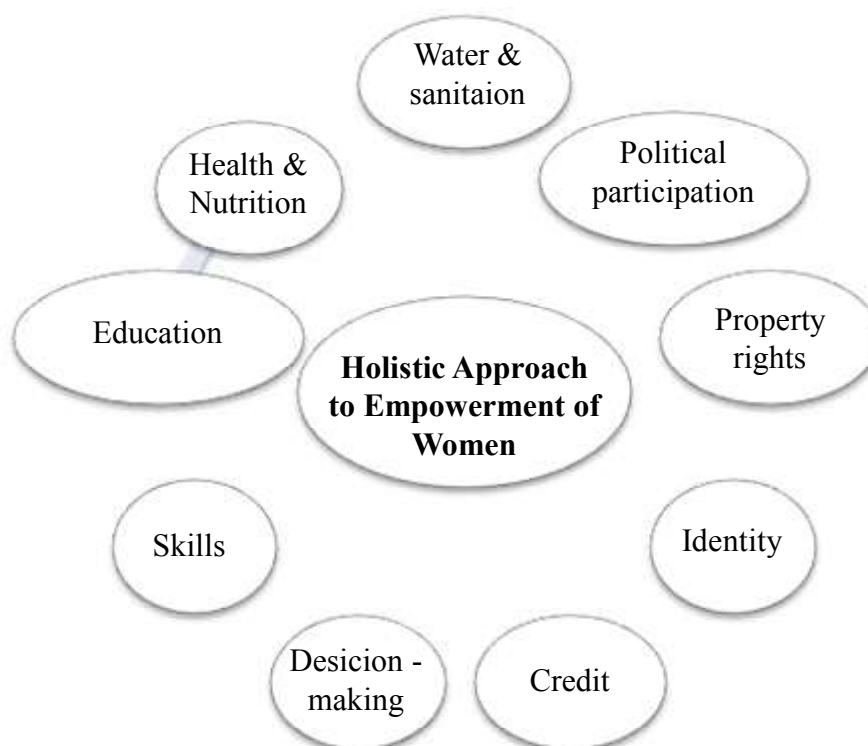 Water &
sanitaion
Health &
Nutrition
Political
participation
Education
Property
rights
Holistic Approach
to Empowerment of
Women
Skills
Identity
Desicion -
making
Credit